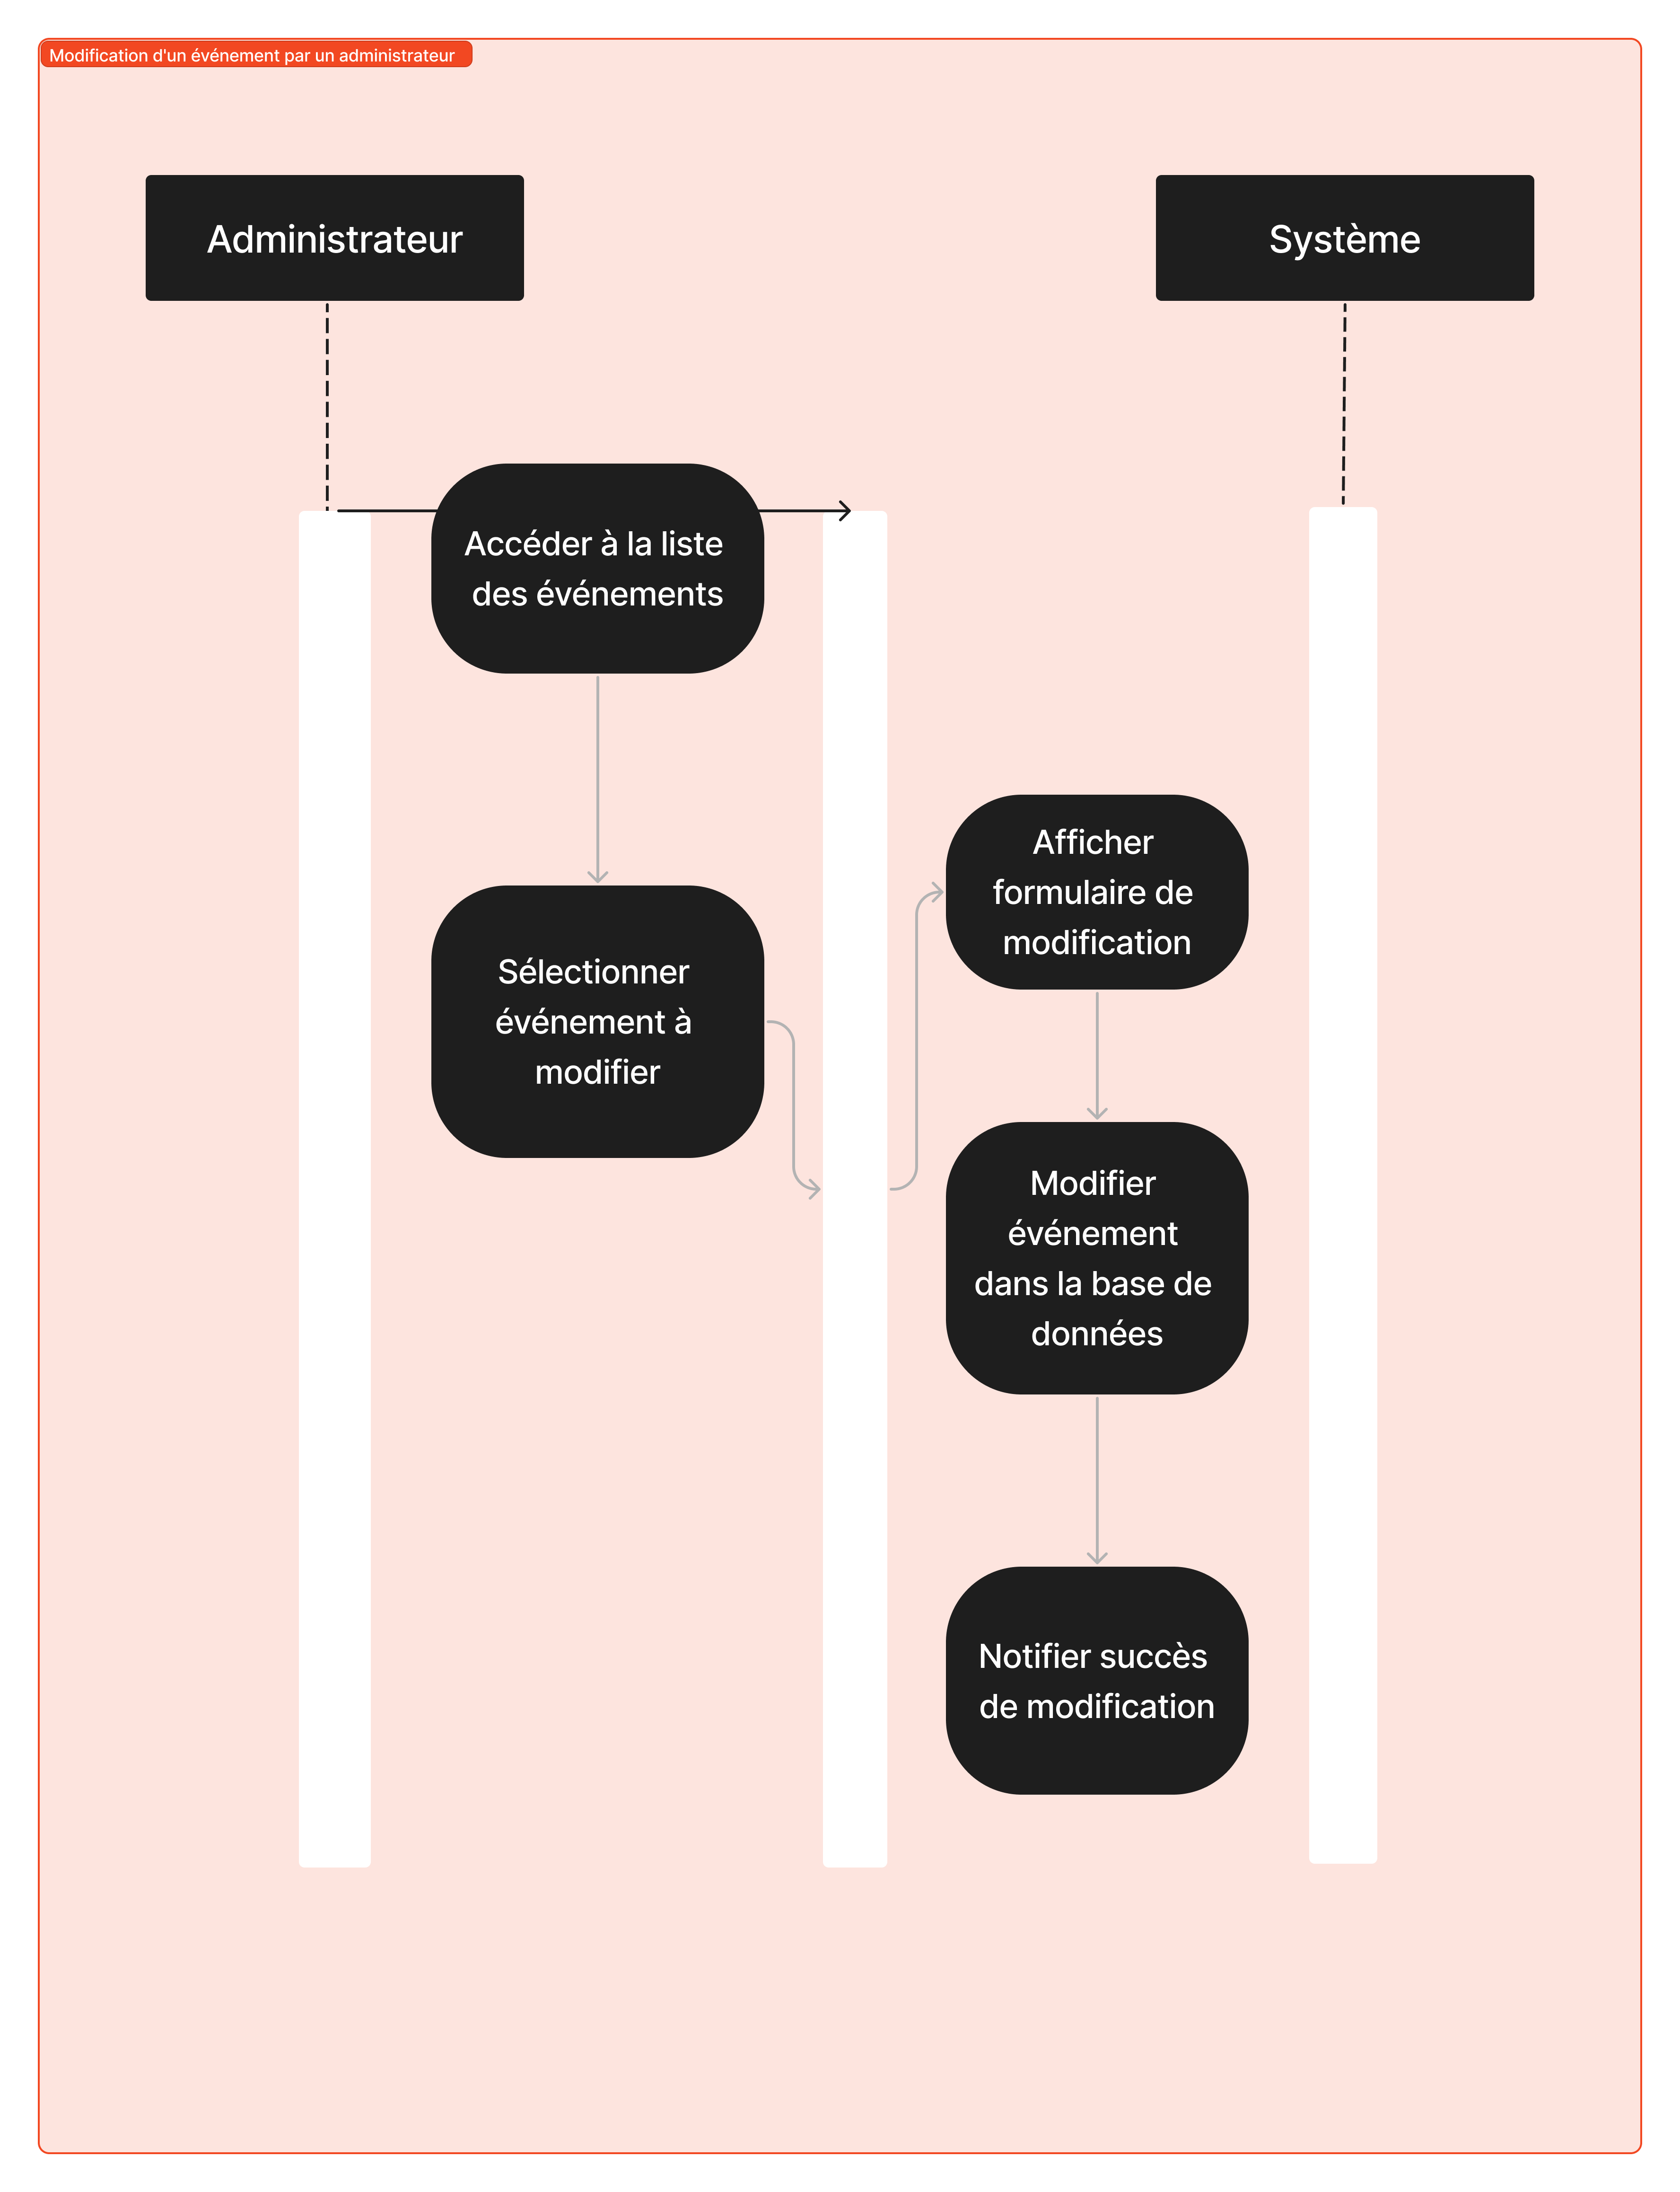 Modification d'un événement par un administrateur
Administrateur
Système
Accéder à la liste
des événements
Sélectionner
événement à
modifier
Afficher
formulaire de
modification
Modifier
événement
dans la base de
données
Notifier succès
de modification